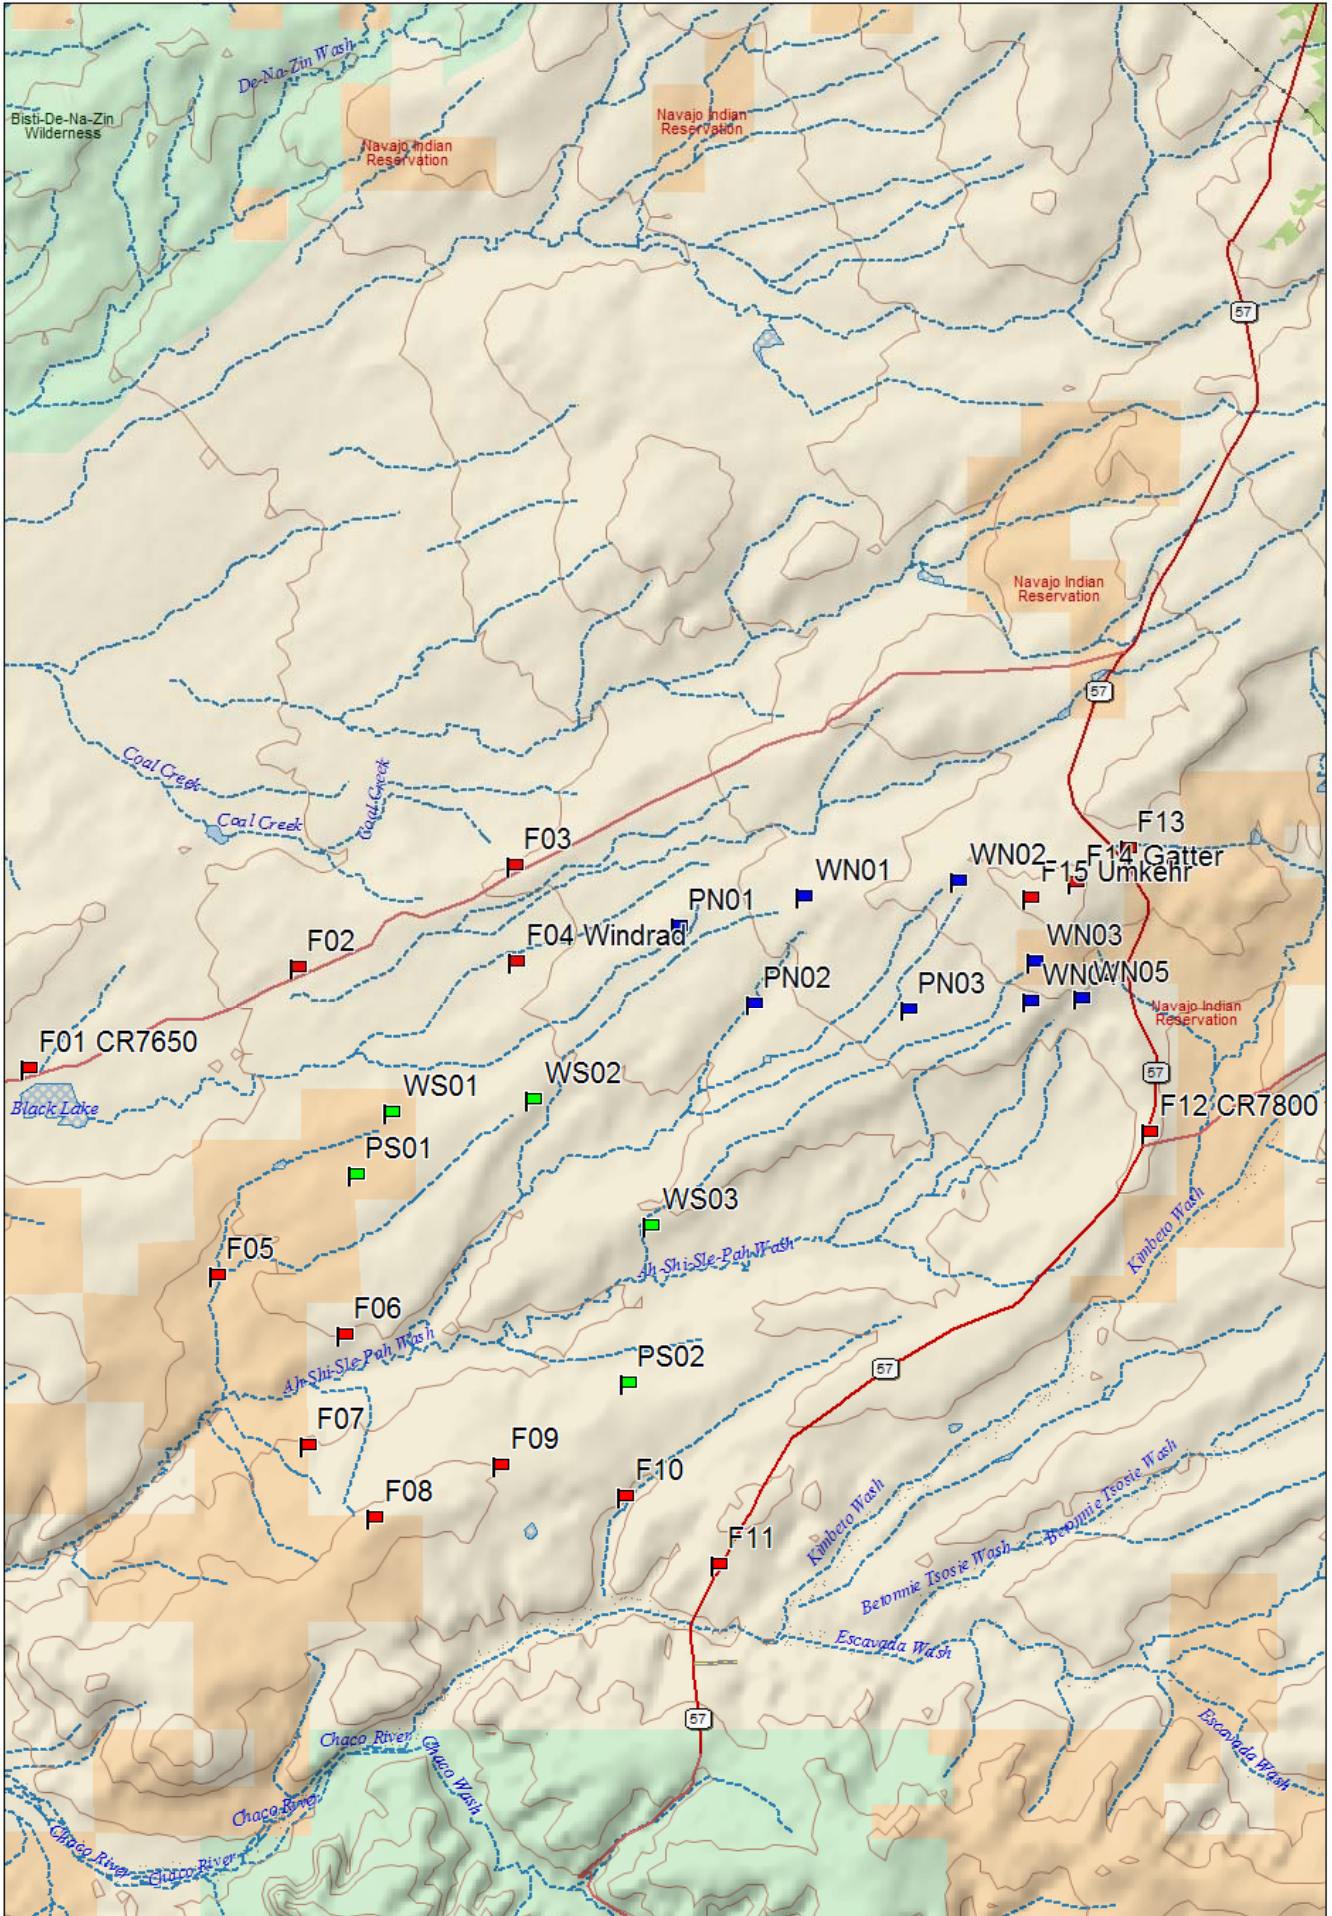 De-Na-Zin Wash
Bisti-De-Na-Zin
Wilderness
Navajo Indian
Reservation
Navajo Indian
Reservation
57
Navajo Indian
Reservation
57
Coal Creek
Coal Creek
Coal Creek
F03
F13
F14 Gatter
F15 Umkehr
WN02
WN01
PN01
F04 Windrad
F02
WN03
WN04
WN05
PN02
PN03
Navajo Indian
Reservation
F01 CR7650
Black Lake
WS01
WS02
57
F12 CR7800
PS01
WS03
Kimbeto Wash
Ah-Shi-Sle-Pah Wash
F05
F06
Ah-Shi-Sle-Pah Wash
PS02
57
F07
F09
F10
F08
F11
Kimbeto Wash
Betonnie Tsosie Wash
Betonnie Tsosie Wash
Escavada Wash
57
Chaco River
Chaco Wash
Escavada Wash
Chaco River
Chaco River
Chaco River